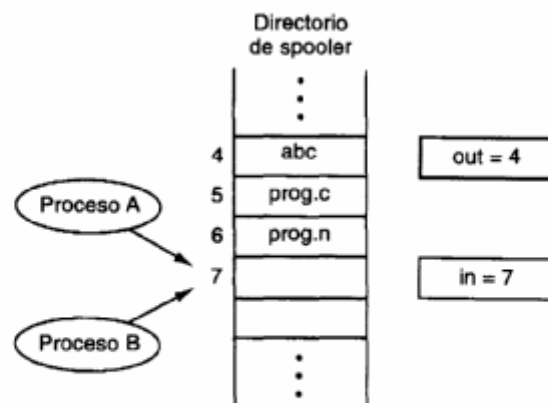 Directorio
de spooler
4 abc
out = 4
Proceso A
5 prog.c
6 prog.n
7
in = 7
Proceso B